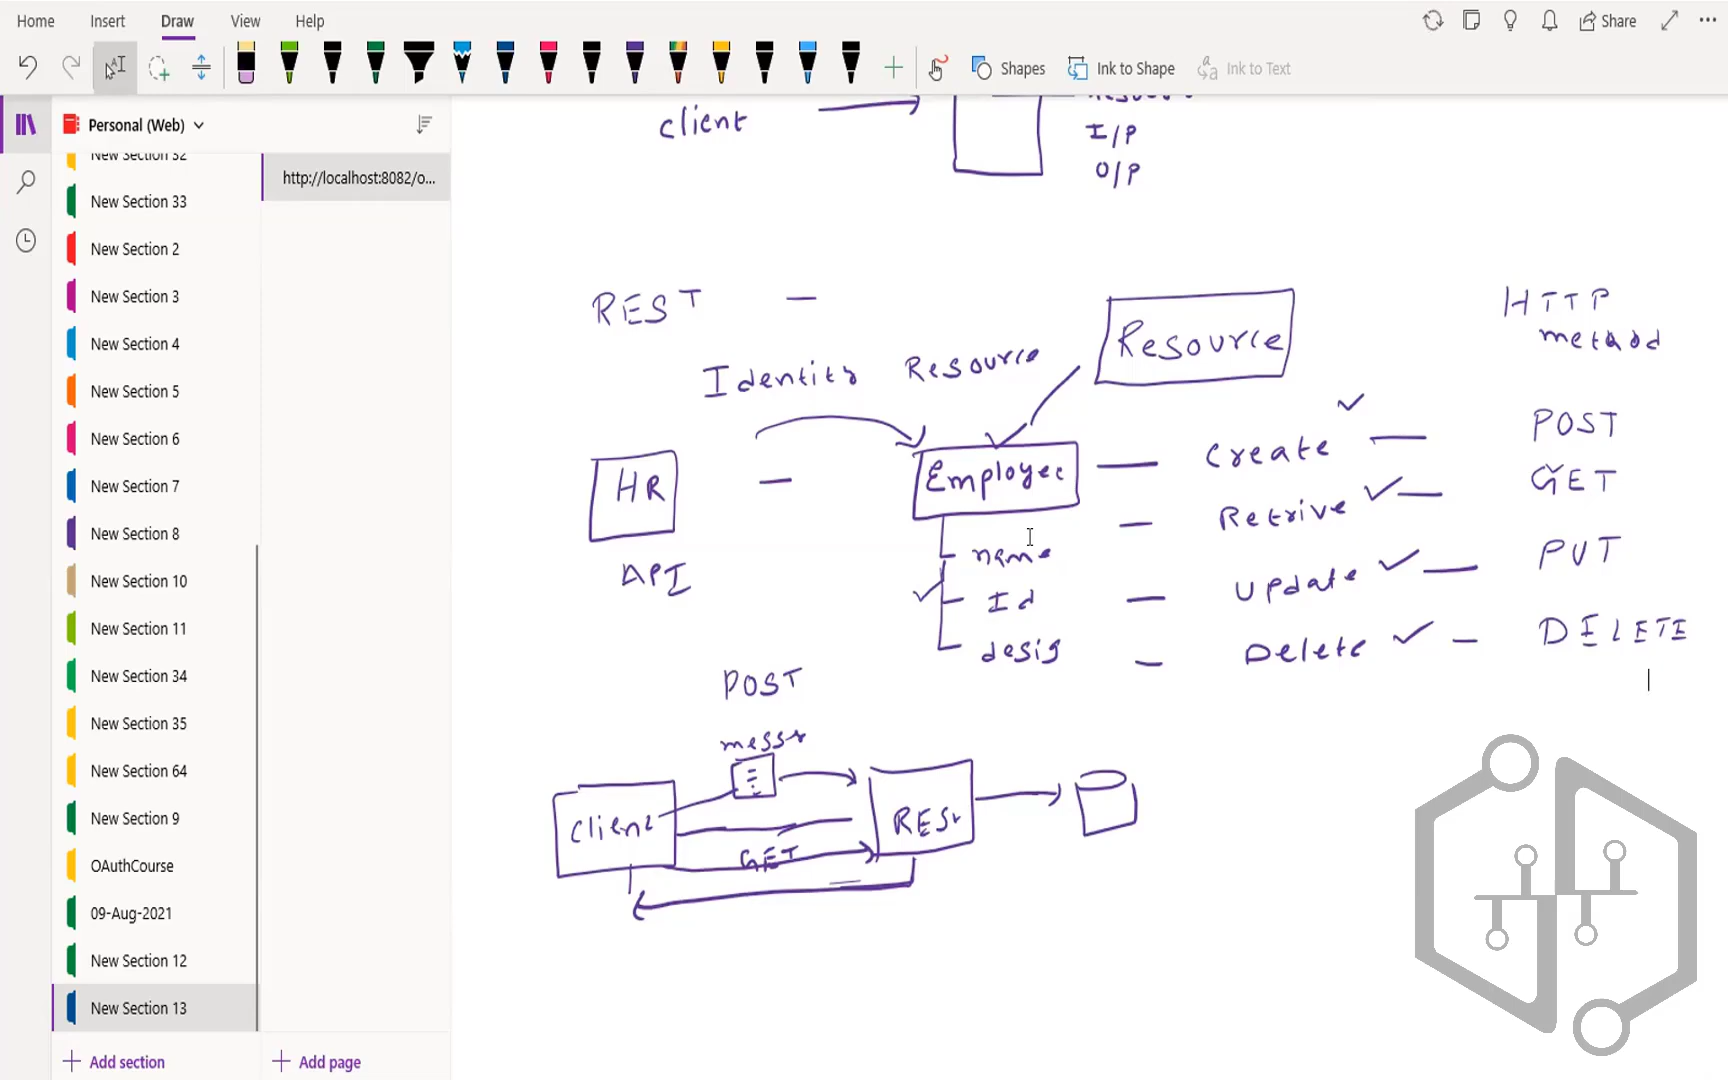 Home Insert Draw View Help
Share
Shapes Ink to Shape Ink to Text
Personal (Web)
New Section 32
New Section 33
New Section 2
New Section 3
New Section 4
New Section 5
New Section 6
New Section 7
New Section 8
New Section 10
New Section 11
New Section 34
New Section 35
New Section 64
New Section 9
OAuthCourse
09-Aug-2021
New Section 12
New Section 13
Add section
http://localhost:8082/o...
Add page
client
I/P
O/P
REST — Resource HTTP
method
Identity Resource
HR — Employee — Create ✓ — POST
— Retrive ✓ — GET
API
name
✓ Id — Update ✓ — PUT
desig — Delete ✓ — DELETE
POST
Client
GET